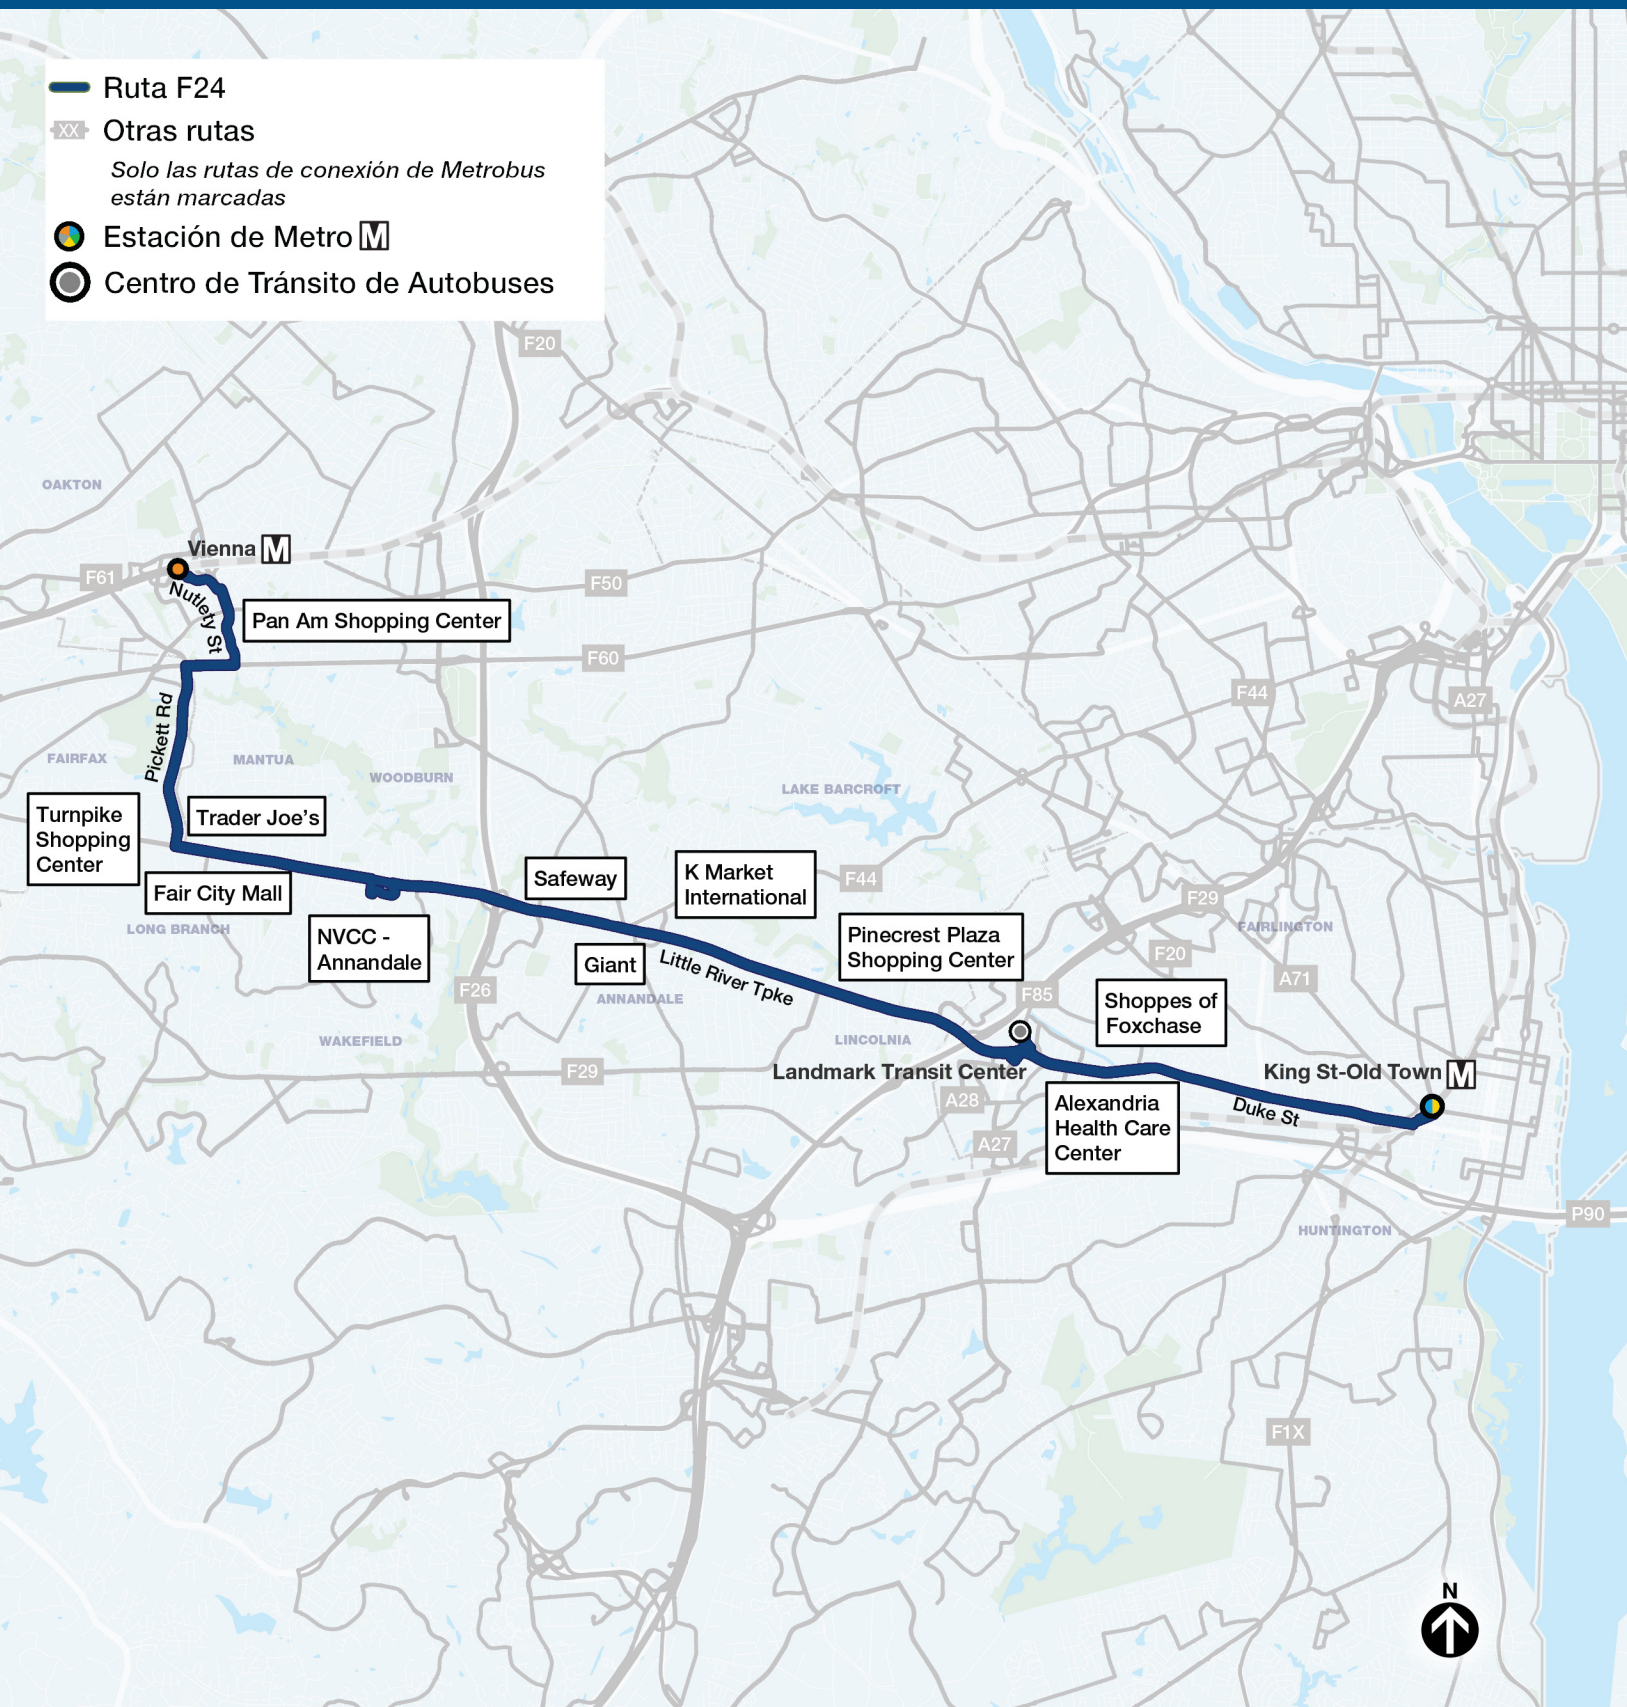 Ruta F24
XX
Otras rutas
Solo las rutas de conexión de Metrobus
están marcadas
Estación de Metro M
Centro de Tránsito de Autobuses
F20
OAKTON
Vienna M
F61
Nutlety St
F50
Pan Am Shopping Center
F60
F44
A27
Pickett Rd
FAIRFAX
MANTUA
WOODBURN
LAKE BARCROFT
Turnpike
Shopping
Center
Trader Joe's
Fair City Mall
Safeway
K Market
International
F44
F29
LONG BRANCH
NVCC -
Annandale
Giant
Little River Tpke
Pinecrest Plaza
Shopping Center
FAIRLINGTON
F20
A71
F26
ANNANDALE
F85
Shoppes of
Foxchase
WAKEFIELD
LINCOLNIA
F29
Landmark Transit Center
King St-Old Town M
A28
Alexandria
Health Care
Center
Duke St
A27
P90
HUNTINGTON
F1X
N